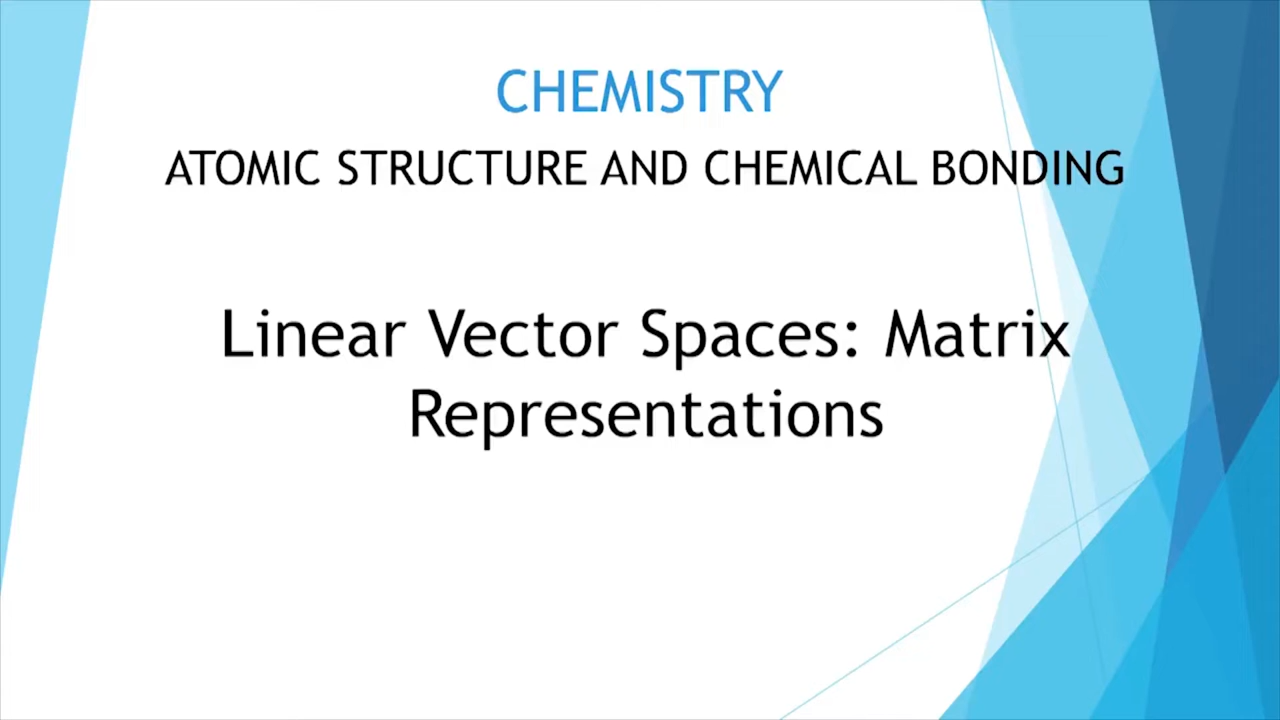 CHEMISTRY
ATOMIC STRUCTURE AND CHEMICAL BONDING
Linear Vector Spaces: Matrix
Representations